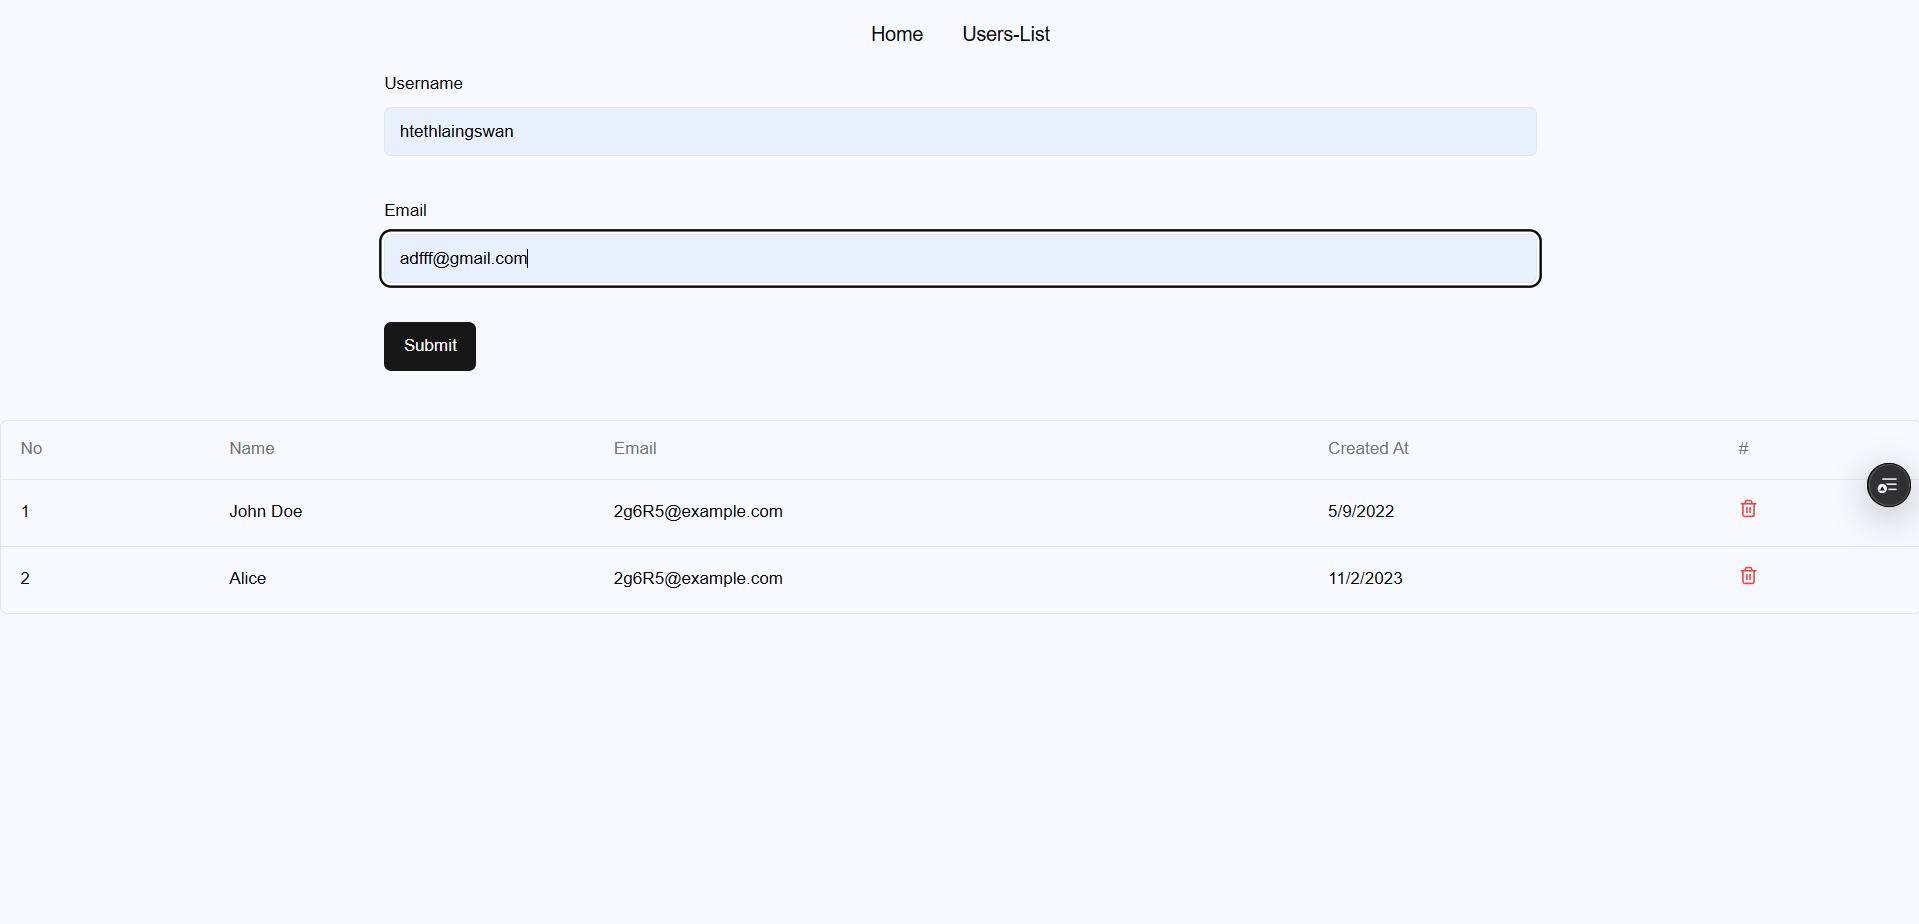 Home Users-List
Username
htethlaingswan
Email
adfff@gmail.com
Submit
No Name Email Created At #
1 John Doe 2g6R5@example.com 5/9/2022
2 Alice 2g6R5@example.com 11/2/2023